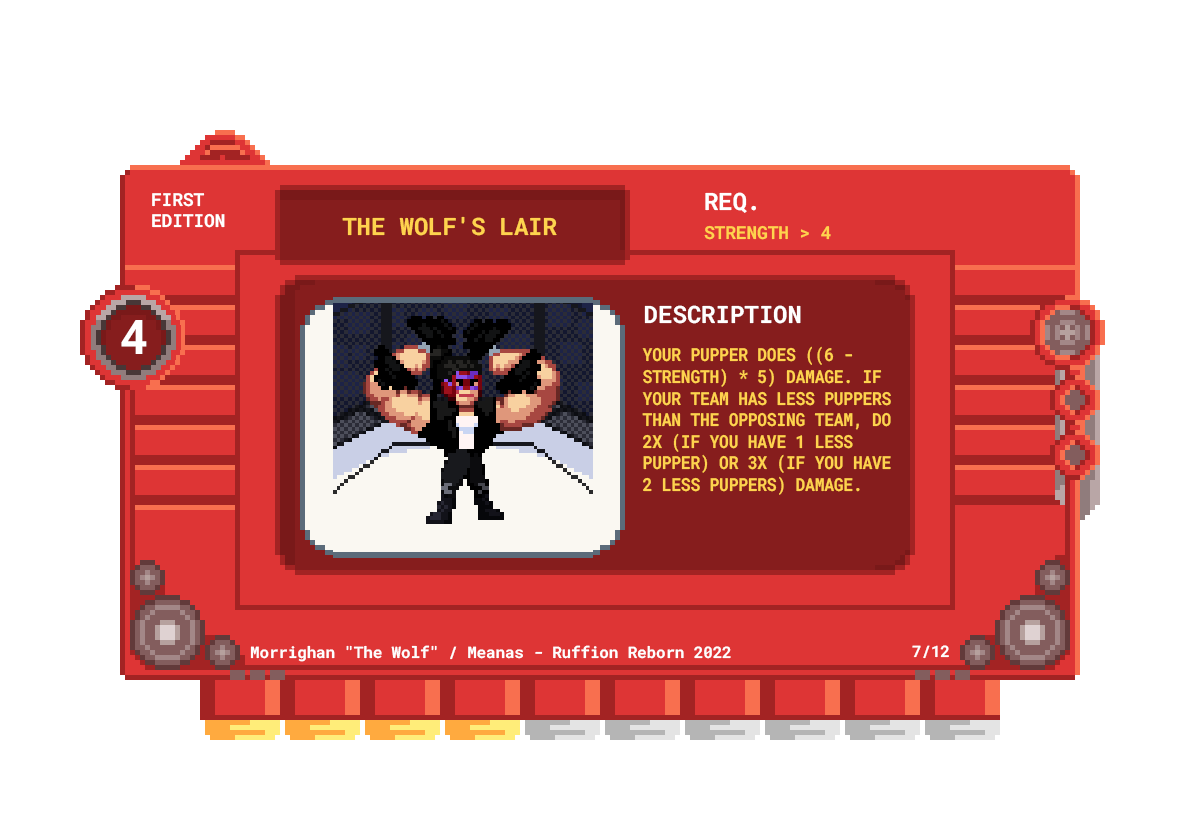 FIRST
EDITION
THE WOLF'S LAIR
REQ.
STRENGTH > 4
4
DESCRIPTION
YOUR PUPPER DOES ((6 -
STRENGTH) * 5) DAMAGE. IF
YOUR TEAM HAS LESS PUPPERS
THAN THE OPPOSING TEAM, DO
2X (IF YOU HAVE 1 LESS
PUPPER) OR 3X (IF YOU HAVE
2 LESS PUPPERS) DAMAGE.
Morrighan "The Wolf" / Meanas - Ruffion Reborn 2022
7/12